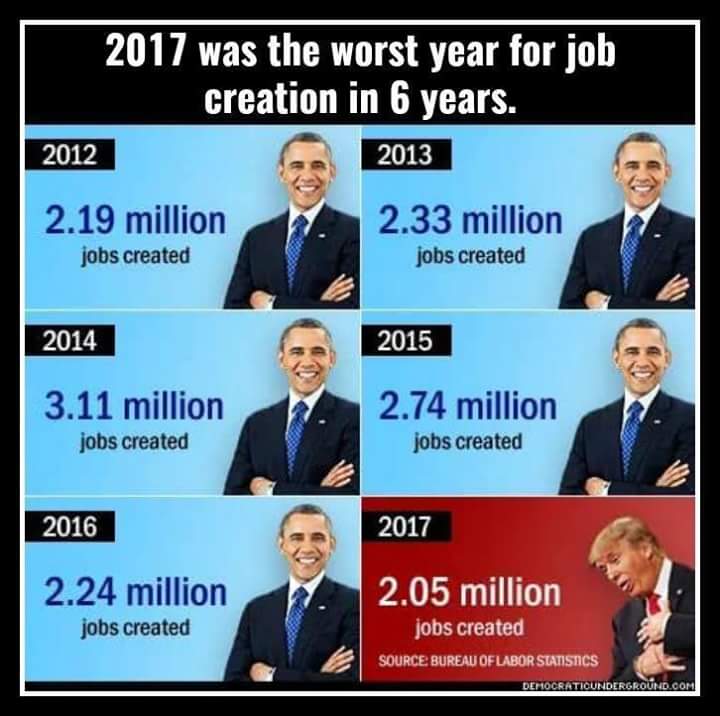 2017 was the worst year for job
creation in 6 years.
2012
2.19 million
jobs created
2013
2.33 million
jobs created
2014
3.11 million
jobs created
2015
2.74 million
jobs created
2016
2.24 million
jobs created
2017
2.05 million
jobs created
SOURCE: BUREAU OF LABOR STATISTICS
DEMOCRATICUNDERGROUND.COM